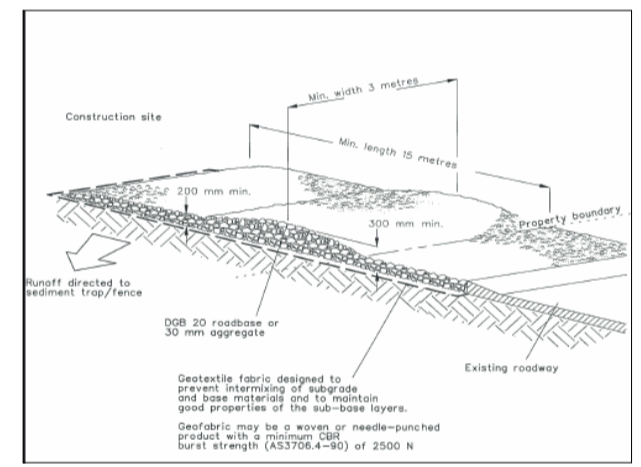 Min. width 3 metres
Construction site
Min. length 15 metres
200 mm min.
300 mm min.
Property boundary
Runoff directed to
sediment trap/fence
DGB 20 roadbase or
30 mm aggregate
Existing roadway
Geotextile fabric designed to
prevent intermixing of subgrade
and base materials and to maintain
good properties of the sub-base layers.
Geofabric may be a woven or needle-punched
product with a minimum CBR
burst strength (AS3706.4-90) of 2500 N